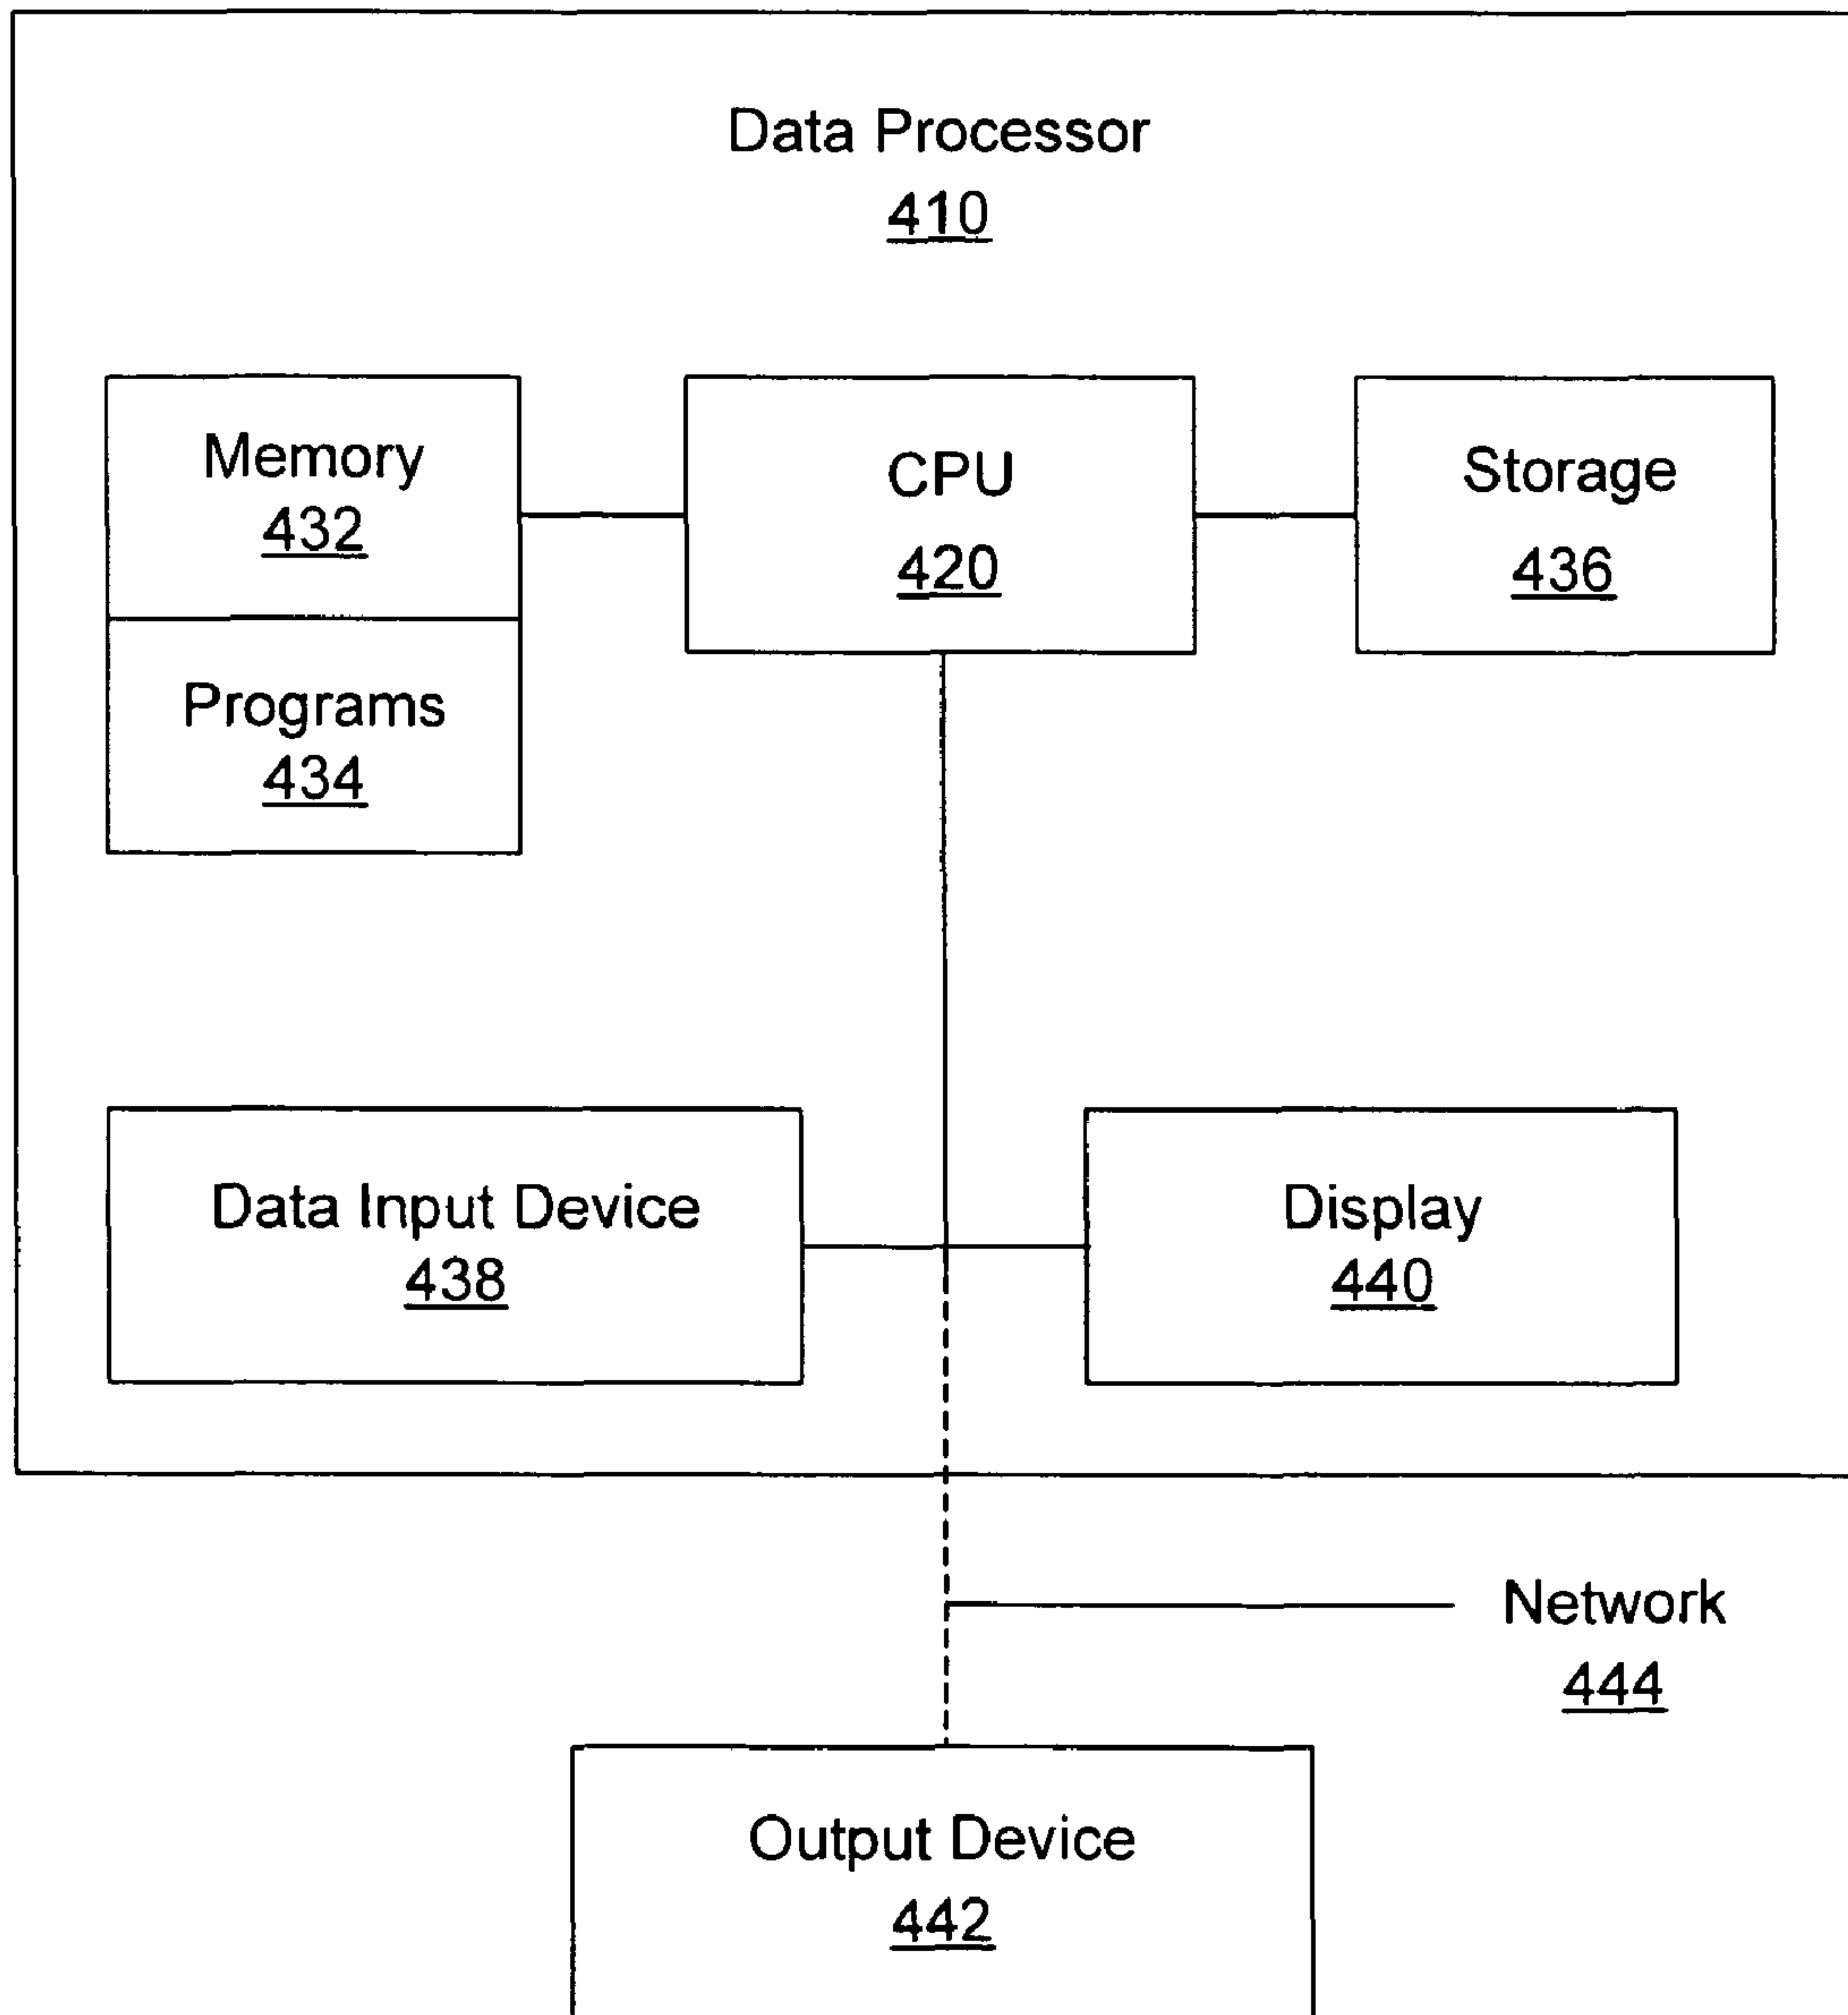 Data Processor
410
Memory
432
CPU
420
Storage
436
Programs
434
Data Input Device
438
Display
440
Network
444
Output Device
442